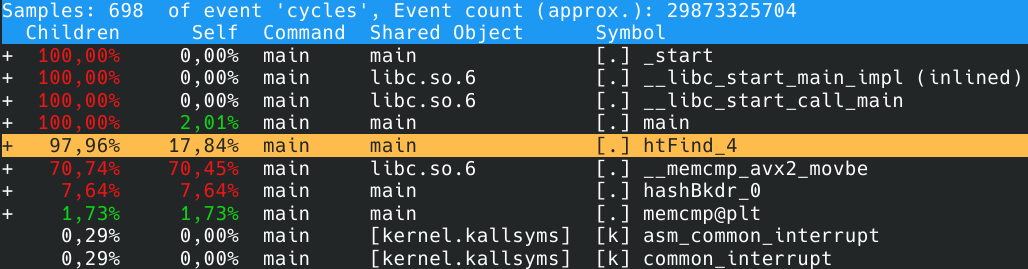 Samples: 698  of event 'cycles', Event count (approx.): 29873325704
  Children      Self  Command  Shared Object      Symbol
+  100,00%     0,00%  main     main               [.] _start
+  100,00%     0,00%  main     libc.so.6          [.] __libc_start_main_impl (inlined)
+  100,00%     0,00%  main     libc.so.6          [.] __libc_start_call_main
+  100,00%     2,01%  main     main               [.] main
+   97,96%    17,84%  main     main               [.] htFind_4
+   70,74%    70,45%  main     libc.so.6          [.] __memcmp_avx2_movbe
+    7,64%     7,64%  main     main               [.] hashBkdr_0
+    1,73%     1,73%  main     main               [.] memcmp@plt
     0,29%     0,00%  main     [kernel.kallsyms]  [k] asm_common_interrupt
     0,29%     0,00%  main     [kernel.kallsyms]  [k] common_interrupt